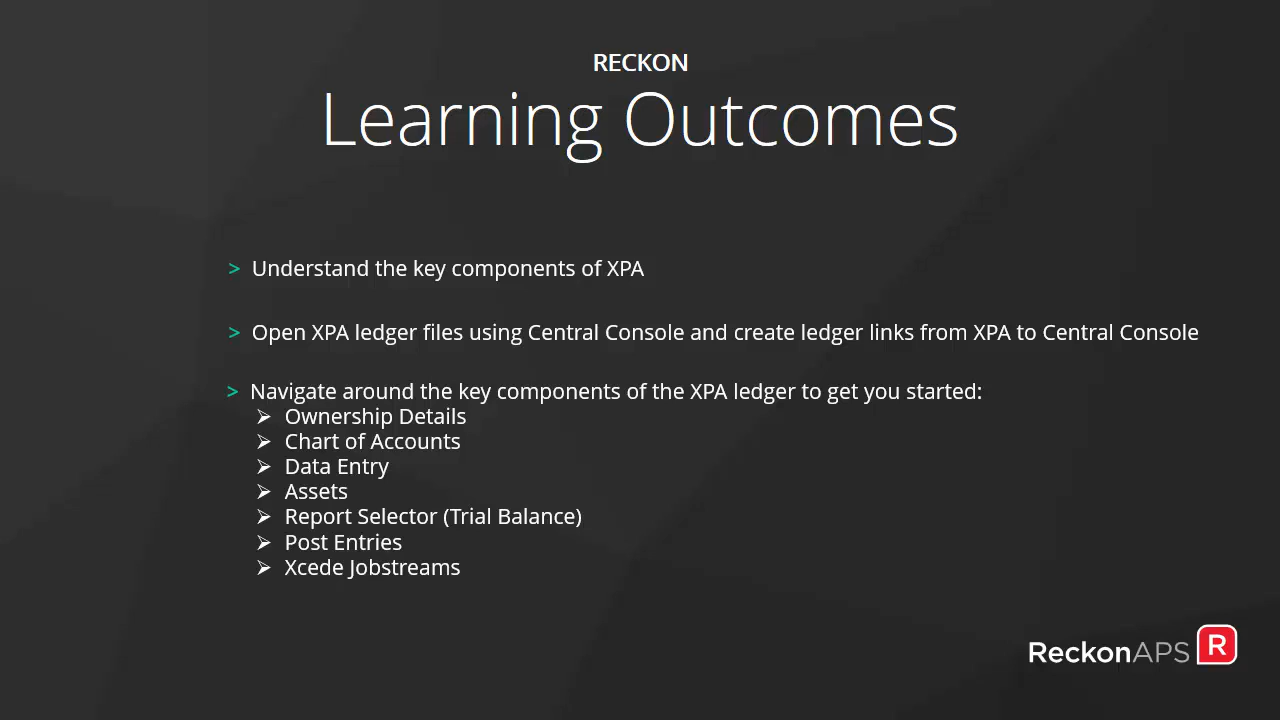 RECKON
Learning Outcomes
> Understand the key components of XPA
> Open XPA ledger files using Central Console and create ledger links from XPA to Central Console
> Navigate around the key components of the XPA ledger to get you started:
➢ Ownership Details
➢ Chart of Accounts
➢ Data Entry
➢ Assets
➢ Report Selector (Trial Balance)
➢ Post Entries
➢ Xcede Jobstreams
ReckonAPS R